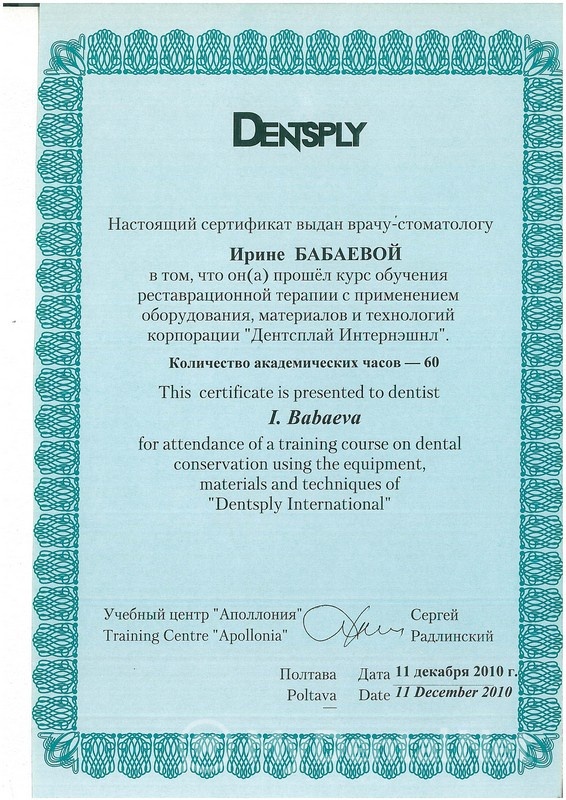 DENTSPLY
Настоящий сертификат выдан врачу-стоматологу
Ирине БАБАЕВОЙ
в том, что он(а) прошёл курс обучения
реставрационной терапии с применением
оборудования, материалов и технологий
корпорации "Дентсплай Интернэшнл".
Количество академических часов — 60
This certificate is presented to dentist
I. Babaeva
for attendance of a training course on dental
conservation using the equipment,
materials and techniques of
"Dentsply International"
Учебный центр "Аполлония" Сергей
Training Centre "Apollonia" Радлинский
Полтава Дата 11 декабря 2010 г.
Poltava Date 11 December 2010